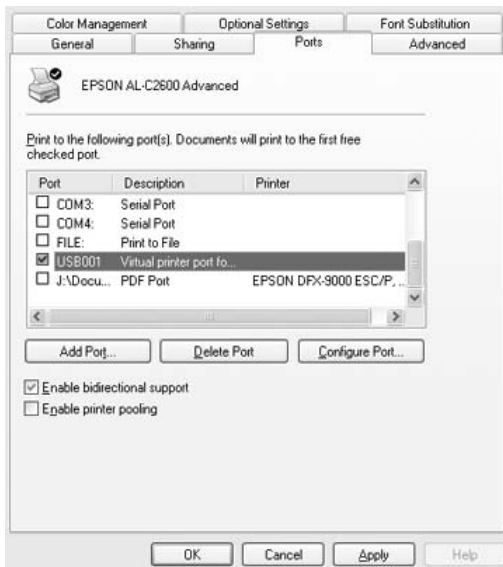 Color Management Optional Settings Font Substitution
General Sharing Ports Advanced
EPSON AL-C2600 Advanced
Print to the following port(s). Documents will print to the first free
checked port.
Port Description Printer
COM3: Serial Port
COM4: Serial Port
FILE: Print to File
USB001 Virtual printer port fo...
J:\Docu... PDF Port EPSON DFX-9000 ESC/P, ...
Add Port... Delete Port Configure Port...
Enable bidirectional support
Enable printer pooling
OK Cancel Apply Help